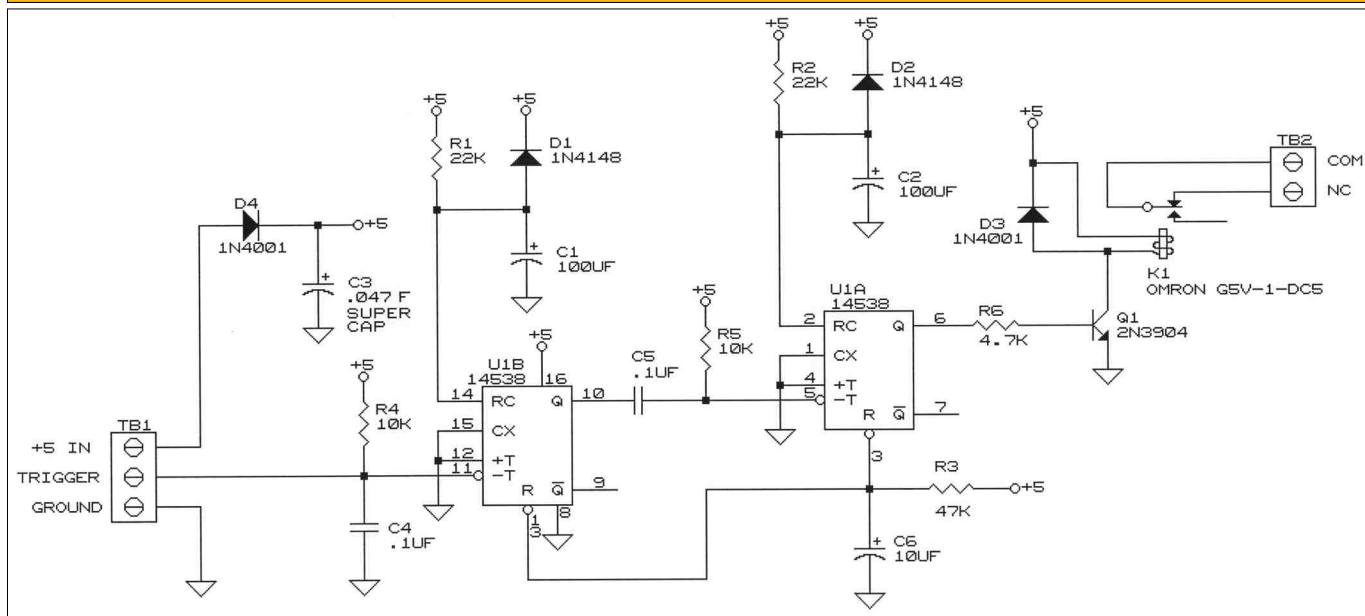 +5
+5
R2
22K
D2
1N4148
+5
+5
R1
22K
D1
1N4148
C2
100UF
+5
TB2
COM
NC
D4
1N4001
+5
C1
100UF
D3
1N4001
K1
OMRON G5V-1-DC5
C3
.047 F
SUPER
CAP
+5
R5
10K
U1A
14538
2
RC
Q
6
R6
4.7K
Q1
2N3904
1
CX
4
+T
5
-T
R
Q
7
3
+5
R4
10K
+5
U1B
14538
16
14
RC
Q
10
C5
.1UF
15
CX
12
+T
11
-T
R
Q
9
1
3
8
TB1
+5 IN
TRIGGER
GROUND
C4
.1UF
R3
47K
+5
C6
10UF